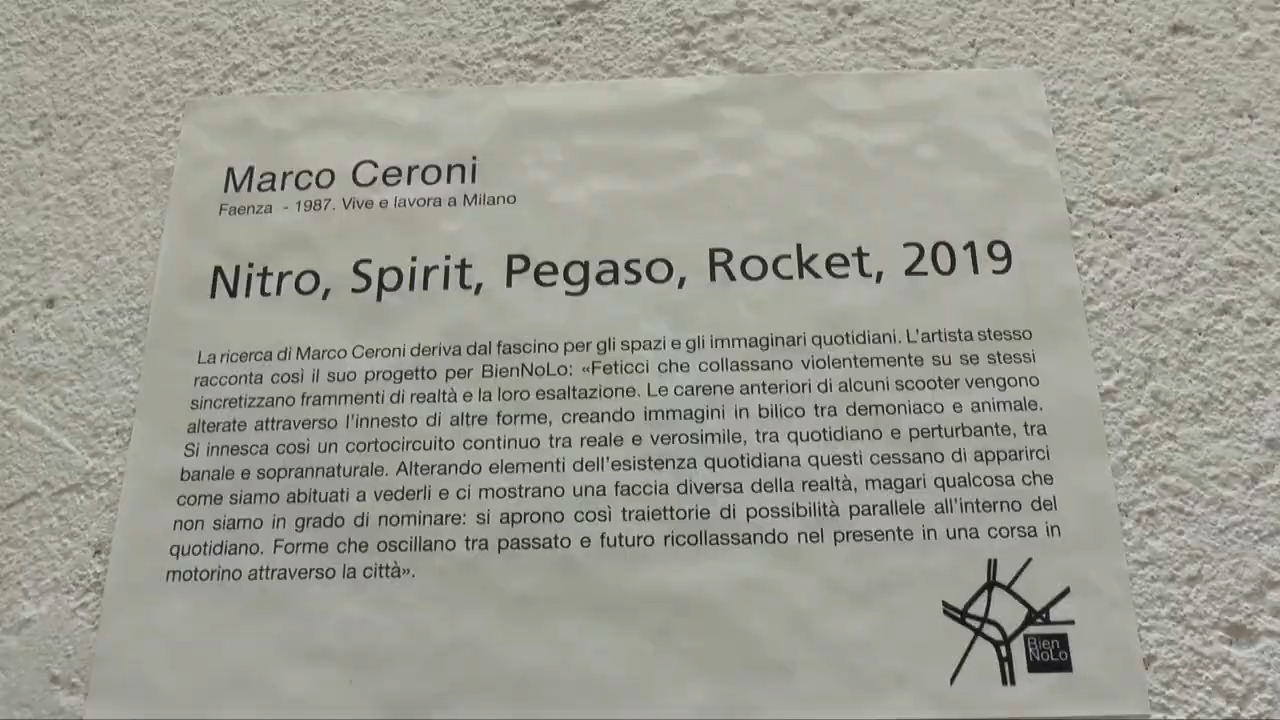 Marco Ceroni
Faenza - 1987. Vive e lavora a Milano
Nitro, Spirit, Pegaso, Rocket, 2019
La ricerca di Marco Ceroni deriva dal fascino per gli spazi e gli immaginari quotidiani. L'artista stesso
racconta così il suo progetto per BienNoLo: «Feticci che collassano violentemente su se stessi
sincretizzano frammenti di realtà e la loro esaltazione. Le carene anteriori di alcuni scooter vengono
alterate attraverso l'innesto di altre forme, creando immagini in bilico tra demoniaco e animale.
Si innesca così un cortocircuito continuo tra reale e verosimile, tra quotidiano e perturbante, tra
banale e soprannaturale. Alterando elementi dell'esistenza quotidiana questi cessano di apparirci
come siamo abituati a vederli e ci mostrano una faccia diversa della realtà, magari qualcosa che
non siamo in grado di nominare: si aprono così traiettorie di possibilità parallele all'interno del
quotidiano. Forme che oscillano tra passato e futuro ricollassando nel presente in una corsa in
motorino attraverso la città».
Bien
NoLo